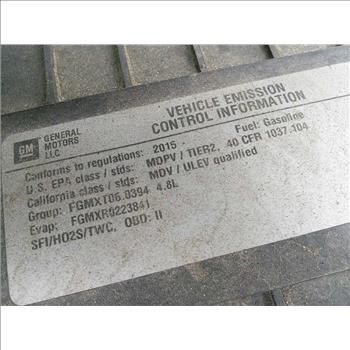 GM
GENERAL
MOTORS
LLC
VEHICLE EMISSION
CONTROL INFORMATION
Conforms to regulations: 2015 Fuel: Gasoline
U.S. EPA class / stds: MDPV / TIER2, 40 CFR 1037.104
California class / stds: MDV / ULEV qualified
Group: FGMXT06.0394 4.8L
Evap: FGMXR0223841
SFI/HO2S/TWC, OBD: II